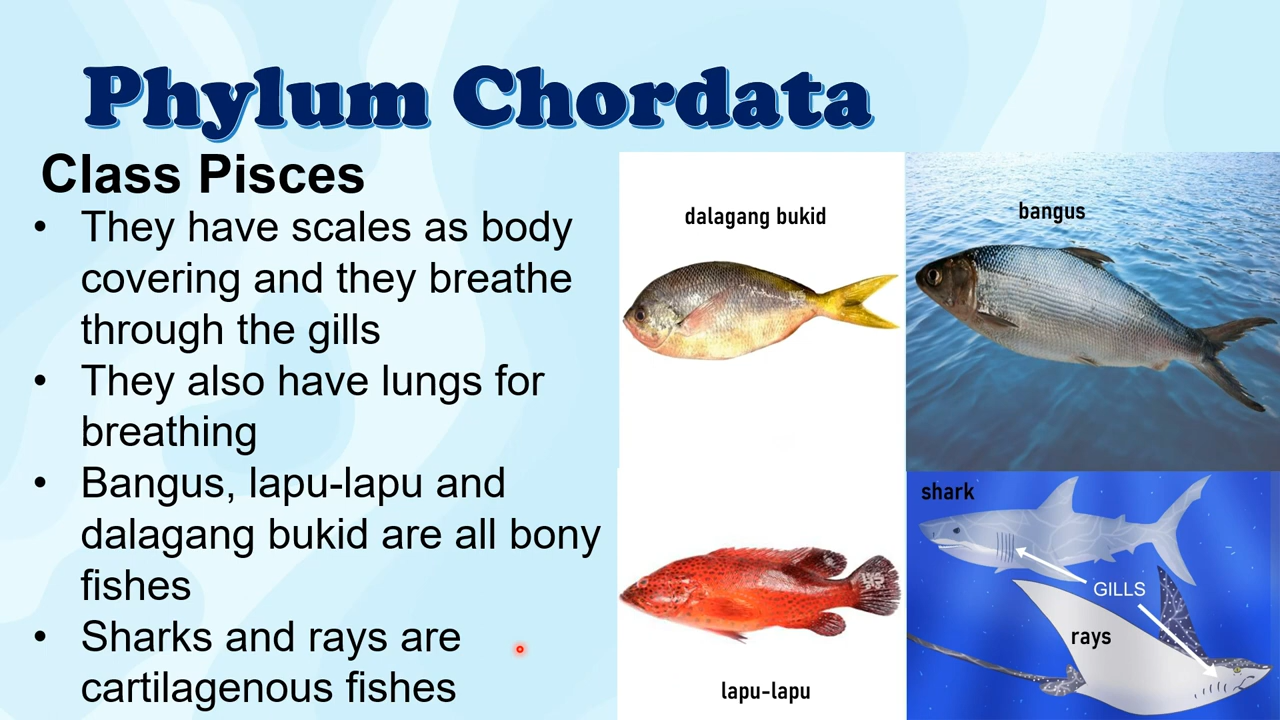 Phylum Chordata
Class Pisces
• They have scales as body
covering and they breathe
through the gills
• They also have lungs for
breathing
• Bangus, lapu-lapu and
dalagang bukid are all bony
fishes
• Sharks and rays are
cartilagenous fishes
dalagang bukid
bangus
shark
GILLS
rays
lapu-lapu